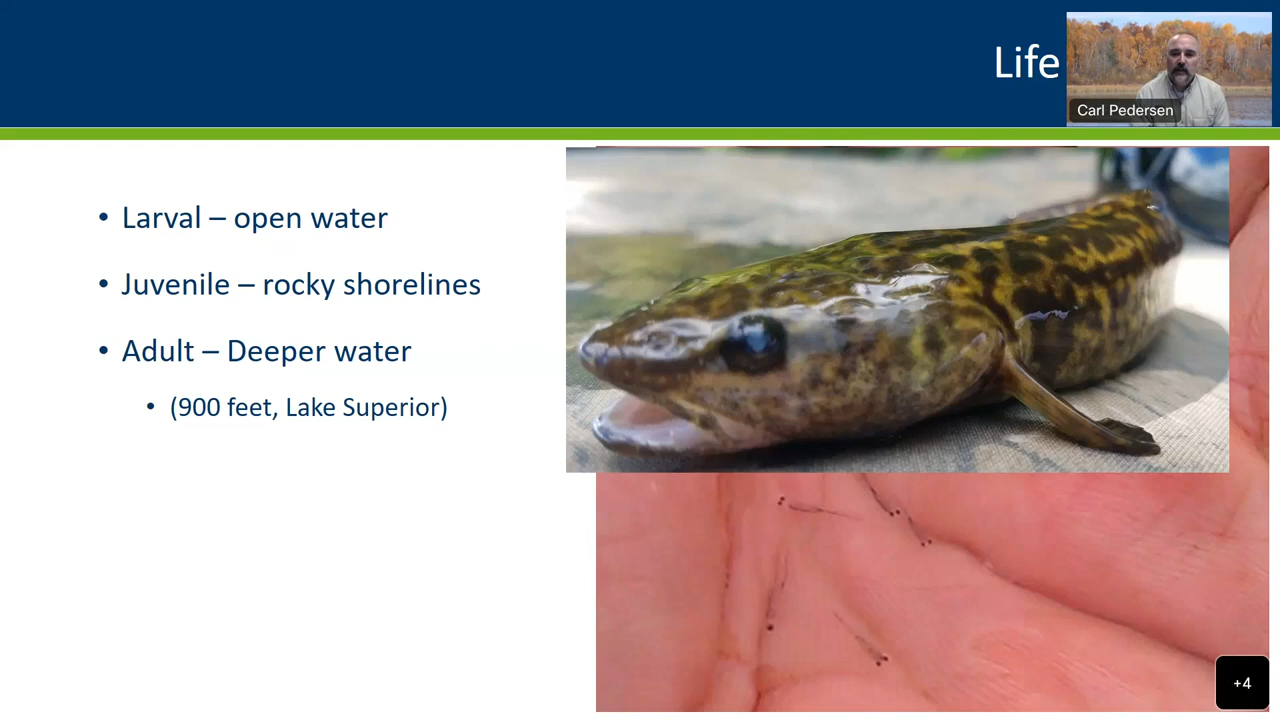 Life
Carl Pedersen
• Larval – open water
• Juvenile – rocky shorelines
• Adult – Deeper water
• (900 feet, Lake Superior)
+4